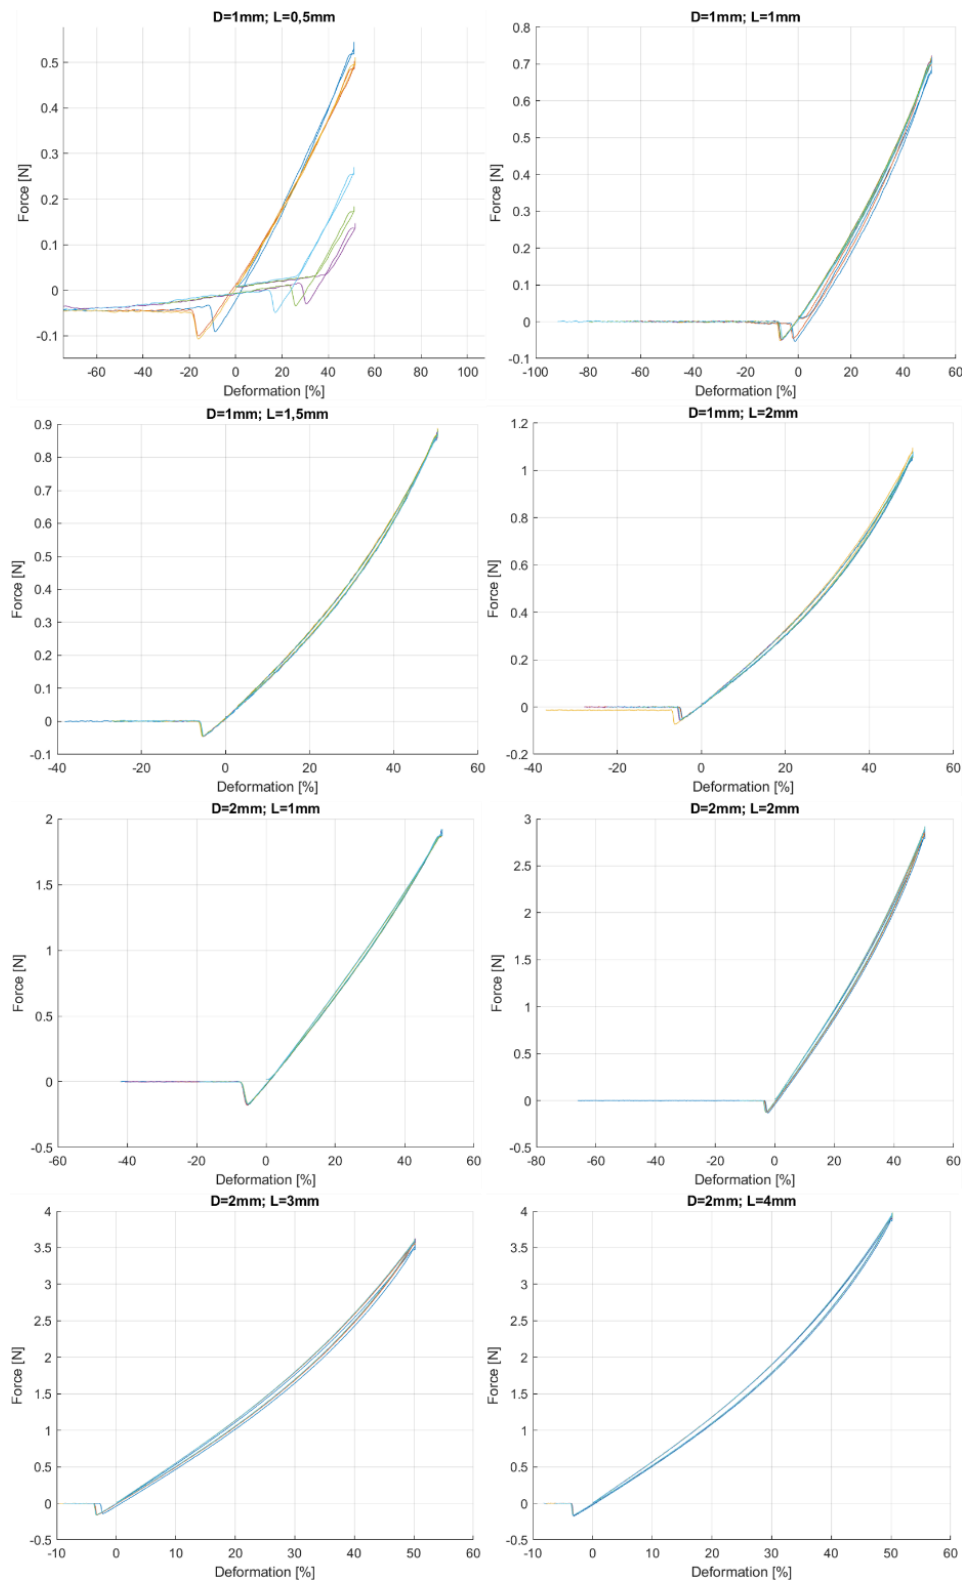 D=1mm; L=0,5mm
0.5
0.4
0.3
0.2
0.1
0
-0.1
Force [N]
-60 -40 -20 0 20 40 60 80 100
Deformation [%]
D=1mm; L=1mm
0.8
0.7
0.6
0.5
0.4
0.3
0.2
0.1
0
-0.1
Force [N]
-100 -80 -60 -40 -20 0 20 40 60
Deformation [%]
D=1mm; L=1,5mm
0.9
0.8
0.7
0.6
0.5
0.4
0.3
0.2
0.1
0
-0.1
Force [N]
-40 -20 0 20 40 60
Deformation [%]
D=1mm; L=2mm
1.2
1
0.8
0.6
0.4
0.2
0
-0.2
Force [N]
-40 -20 0 20 40 60
Deformation [%]
D=2mm; L=1mm
2
1.5
1
0.5
0
-0.5
Force [N]
-60 -40 -20 0 20 40 60
Deformation [%]
D=2mm; L=2mm
3
2.5
2
1.5
1
0.5
0
-0.5
Force [N]
-80 -60 -40 -20 0 20 40 60
Deformation [%]
D=2mm; L=3mm
4
3.5
3
2.5
2
1.5
1
0.5
0
-0.5
Force [N]
-10 0 10 20 30 40 50 60
Deformation [%]
D=2mm; L=4mm
4
3.5
3
2.5
2
1.5
1
0.5
0
-0.5
Force [N]
-10 0 10 20 30 40 50 60
Deformation [%]